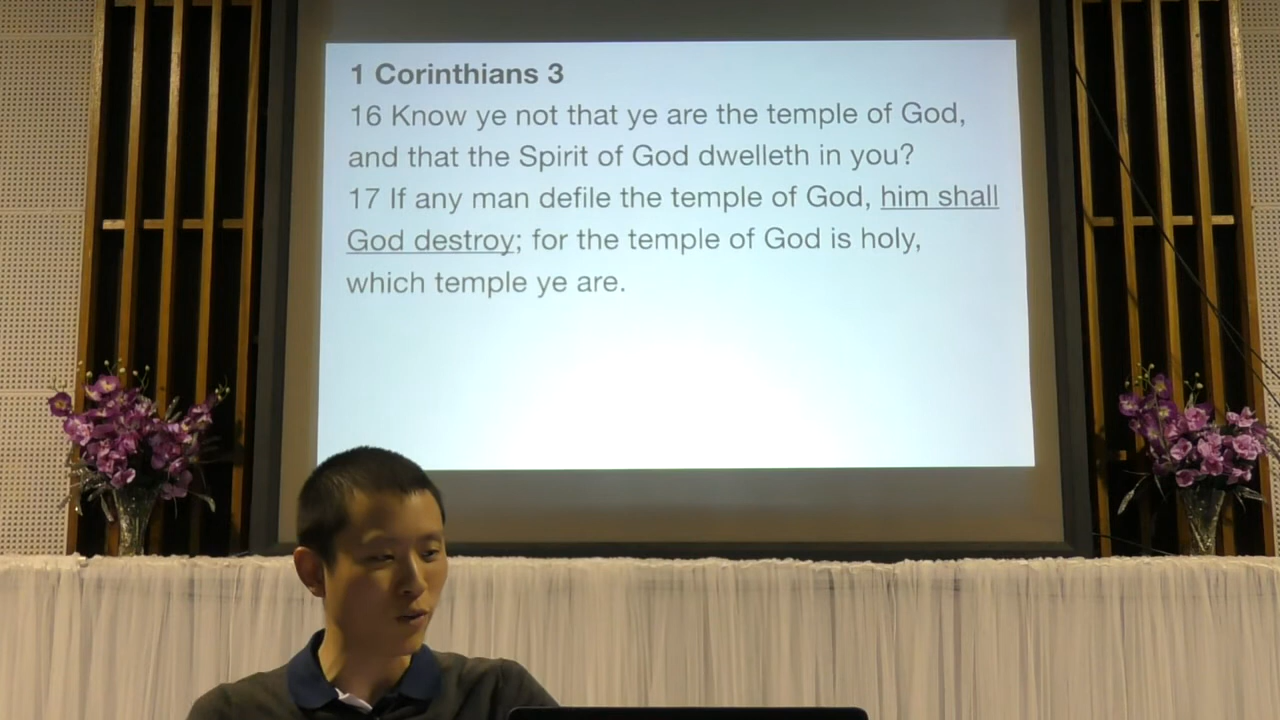 1 Corinthians 3
16 Know ye not that ye are the temple of God,
and that the Spirit of God dwelleth in you?
17 If any man defile the temple of God, him shall
God destroy; for the temple of God is holy,
which temple ye are.